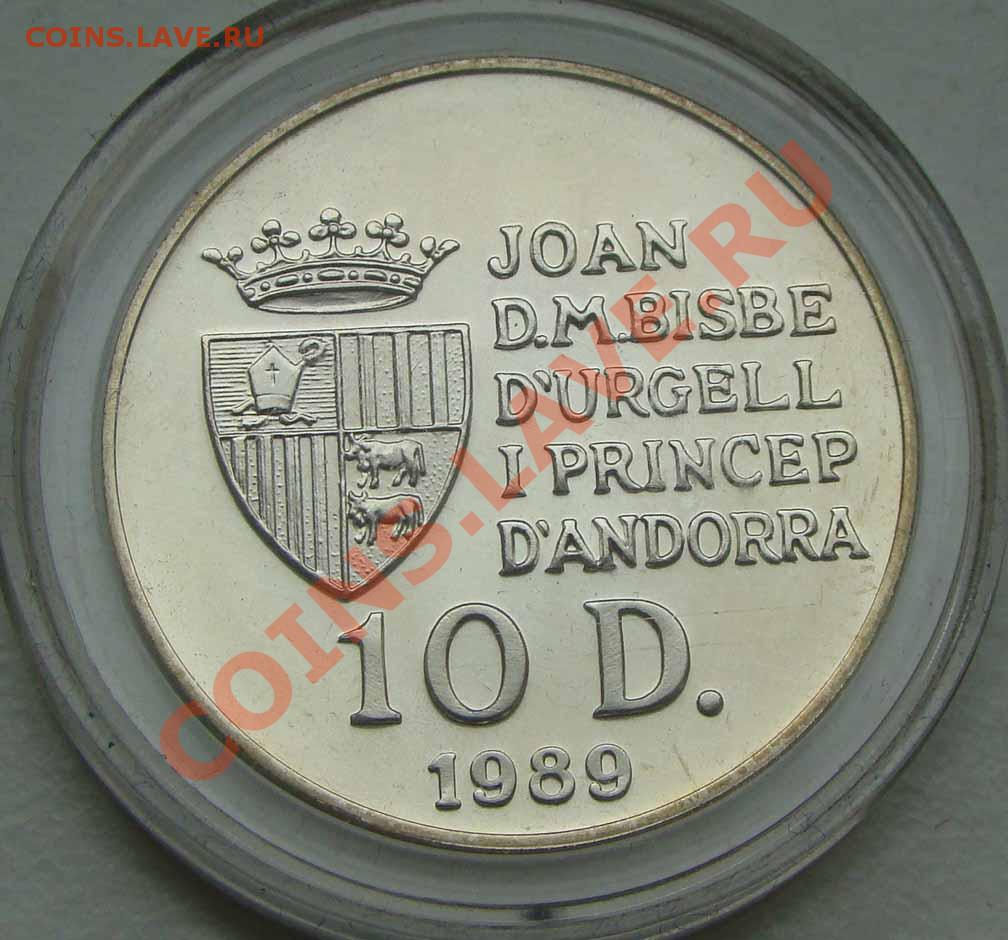 COINS.LAVE.RU
JOAN
D.M.BISBE
D'URGELL
I PRINCEP
D'ANDORRA
10 D.
1989
COINS.LAVE.RU